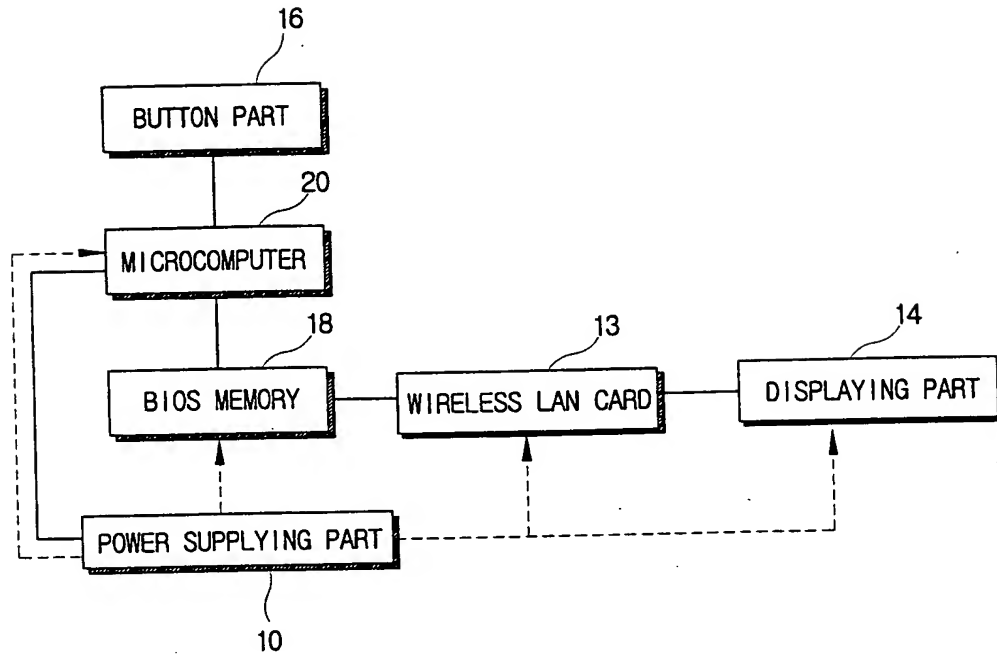 16
BUTTON PART
20
MICROCOMPUTER
18
BIOS MEMORY
13
WIRELESS LAN CARD
14
DISPLAYING PART
POWER SUPPLYING PART
10